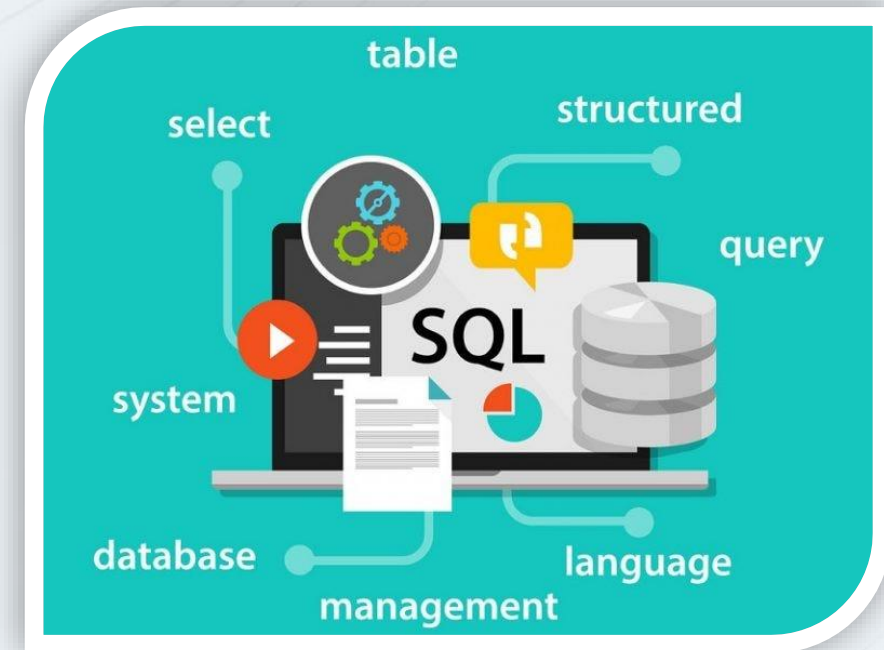 table
select
structured
query
SQL
system
database
language
management